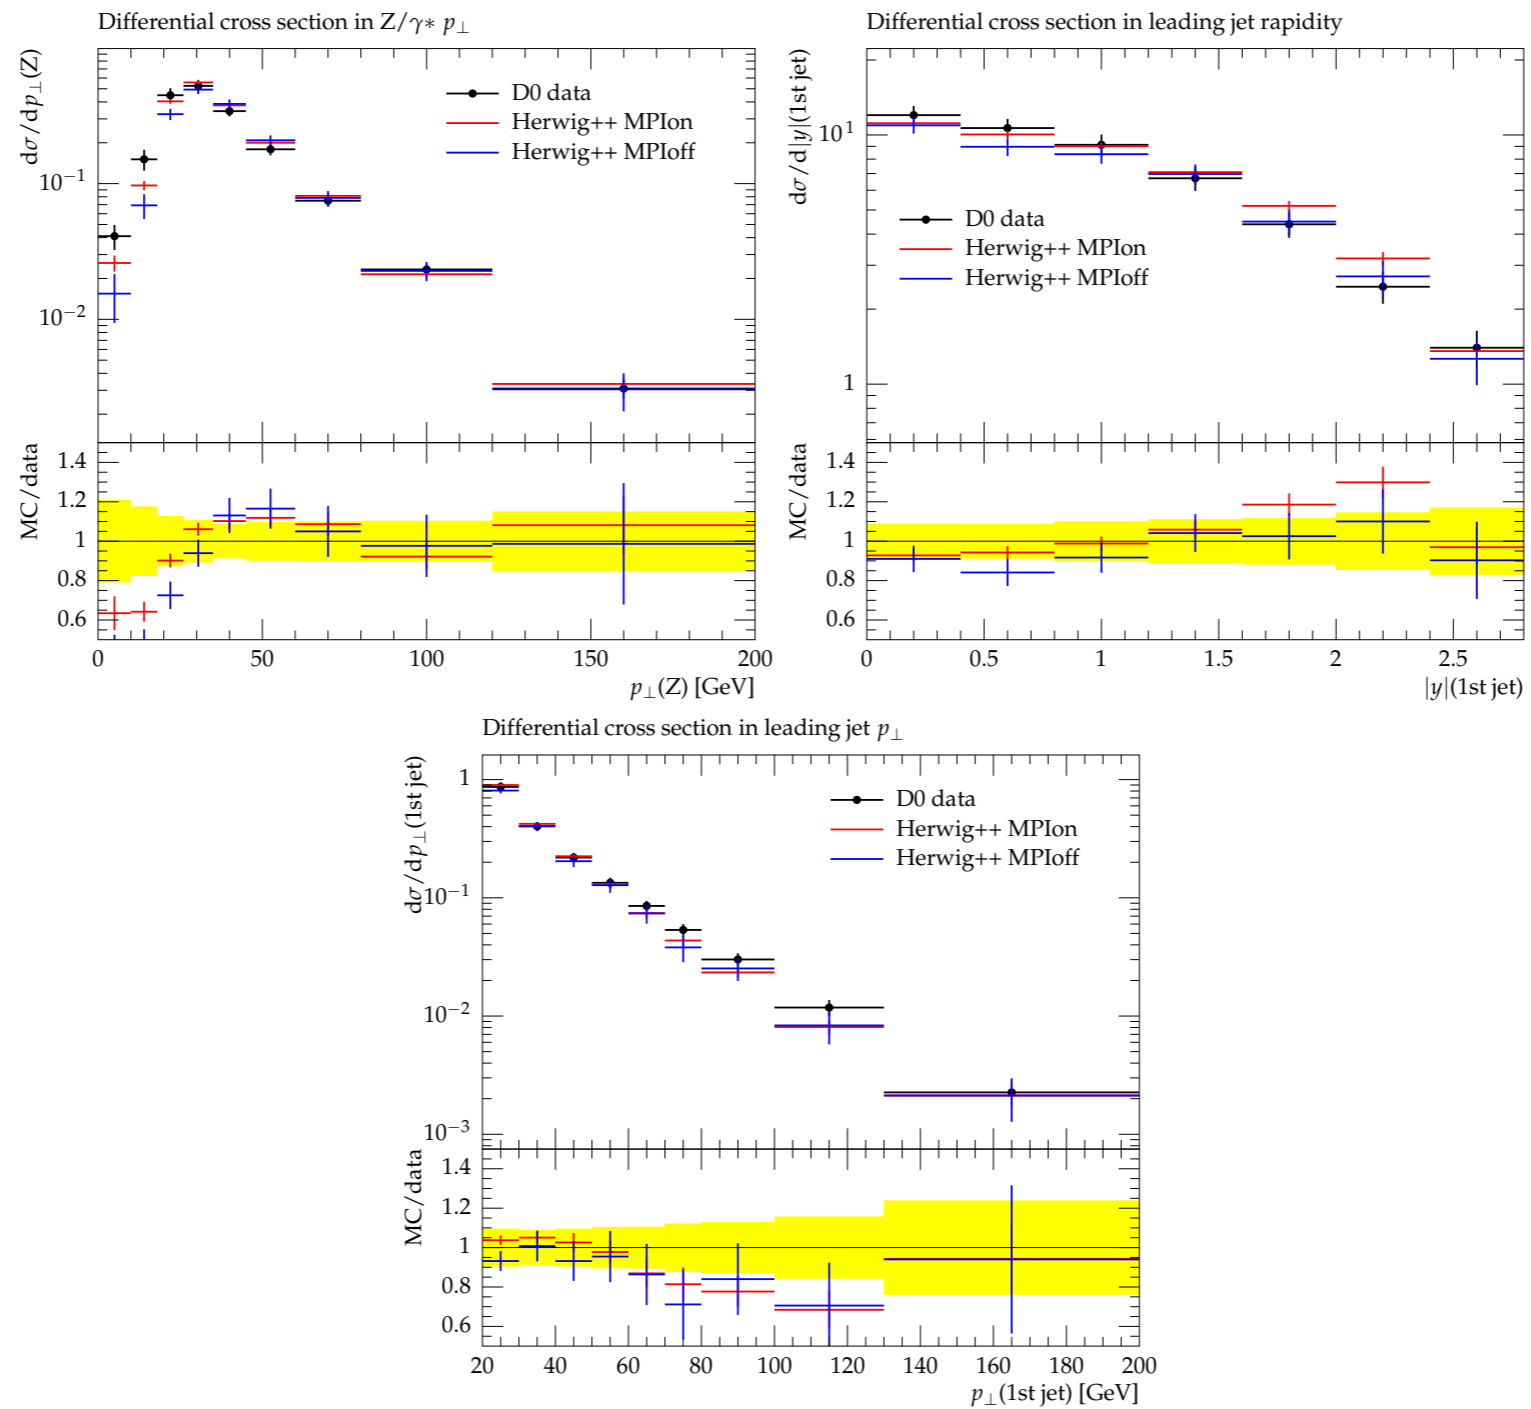 Differential cross section in Z/γ∗ p⊥
dσ/dp⊥(Z)
10⁻¹
10⁻²
D0 data
Herwig++ MPIon
Herwig++ MPIoff
MC/data
1.4
1.2
1
0.8
0.6
0 50 100 150 200
p⊥(Z) [GeV]
Differential cross section in leading jet rapidity
dσ/d|y|(1st jet)
10¹
1
D0 data
Herwig++ MPIon
Herwig++ MPIoff
MC/data
1.4
1.2
1
0.8
0.6
0 0.5 1 1.5 2 2.5
|y|(1st jet)
Differential cross section in leading jet p⊥
dσ/dp⊥(1st jet)
1
10⁻¹
10⁻²
10⁻³
D0 data
Herwig++ MPIon
Herwig++ MPIoff
MC/data
1.4
1.2
1
0.8
0.6
20 40 60 80 100 120 140 160 180 200
p⊥(1st jet) [GeV]